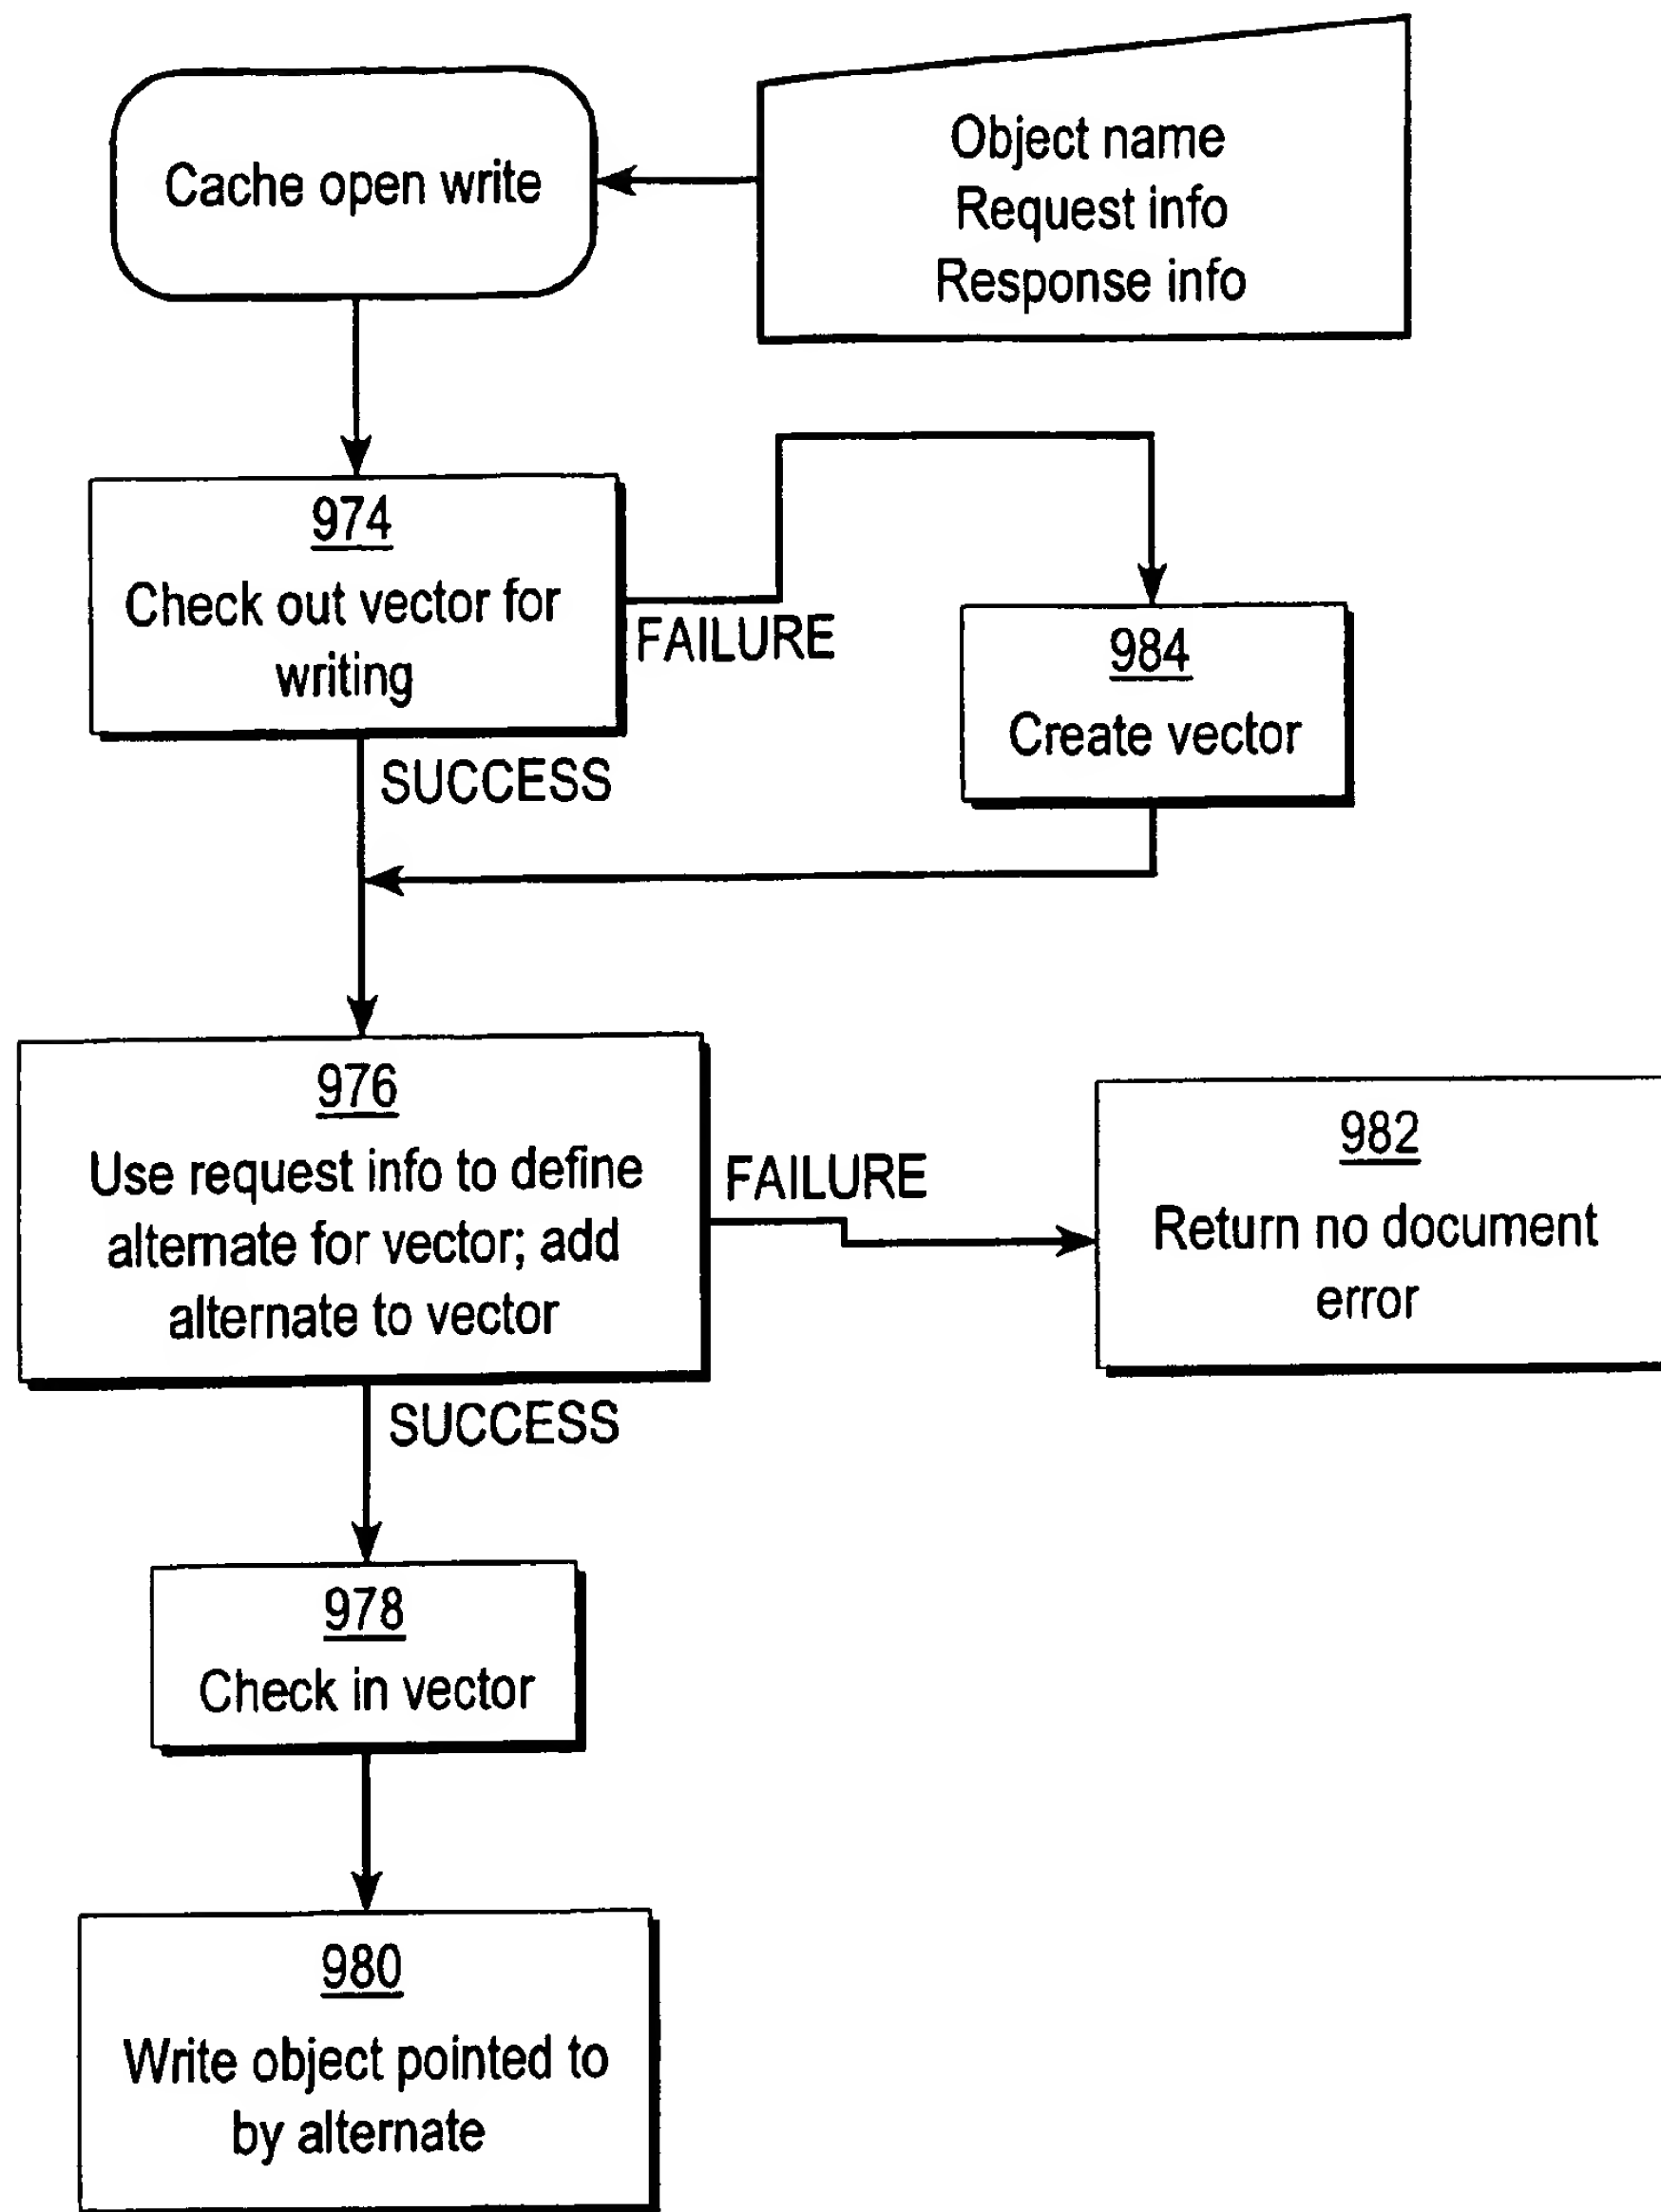 Cache open write
Object name
Request info
Response info
974
Check out vector for
writing
FAILURE
984
Create vector
SUCCESS
976
Use request info to define
alternate for vector; add
alternate to vector
FAILURE
982
Return no document
error
SUCCESS
978
Check in vector
980
Write object pointed to
by alternate